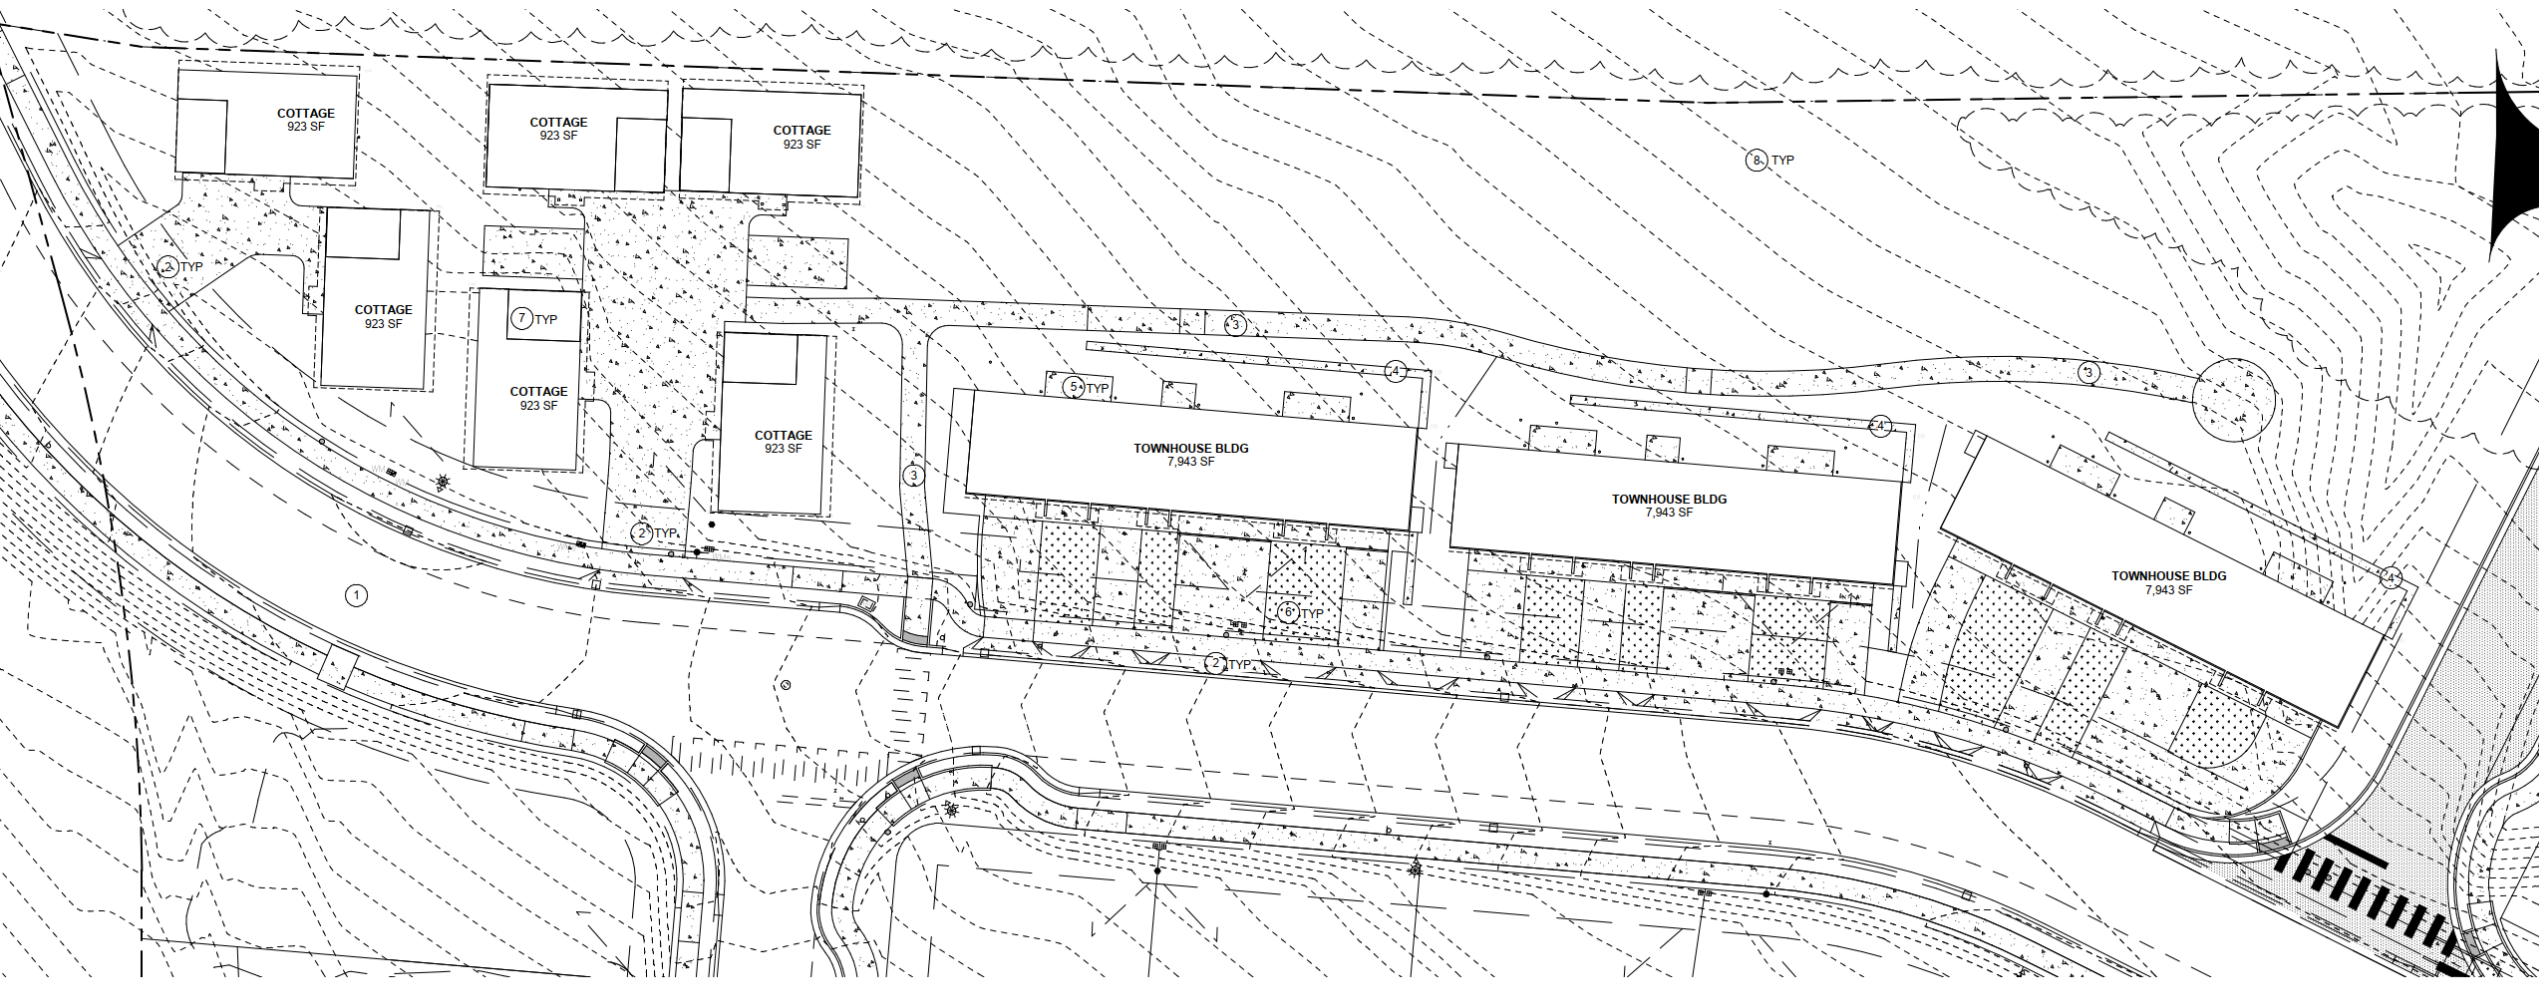 COTTAGE
923 SF
COTTAGE
923 SF
COTTAGE
923 SF
8 TYP
2 TYP
COTTAGE
923 SF
7 TYP
3
4
5 TYP
3
COTTAGE
923 SF
COTTAGE
923 SF
4
TOWNHOUSE BLDG
7,943 SF
3
TOWNHOUSE BLDG
7,943 SF
2 TYP
TOWNHOUSE BLDG
7,943 SF
4
1
6 TYP
2 TYP